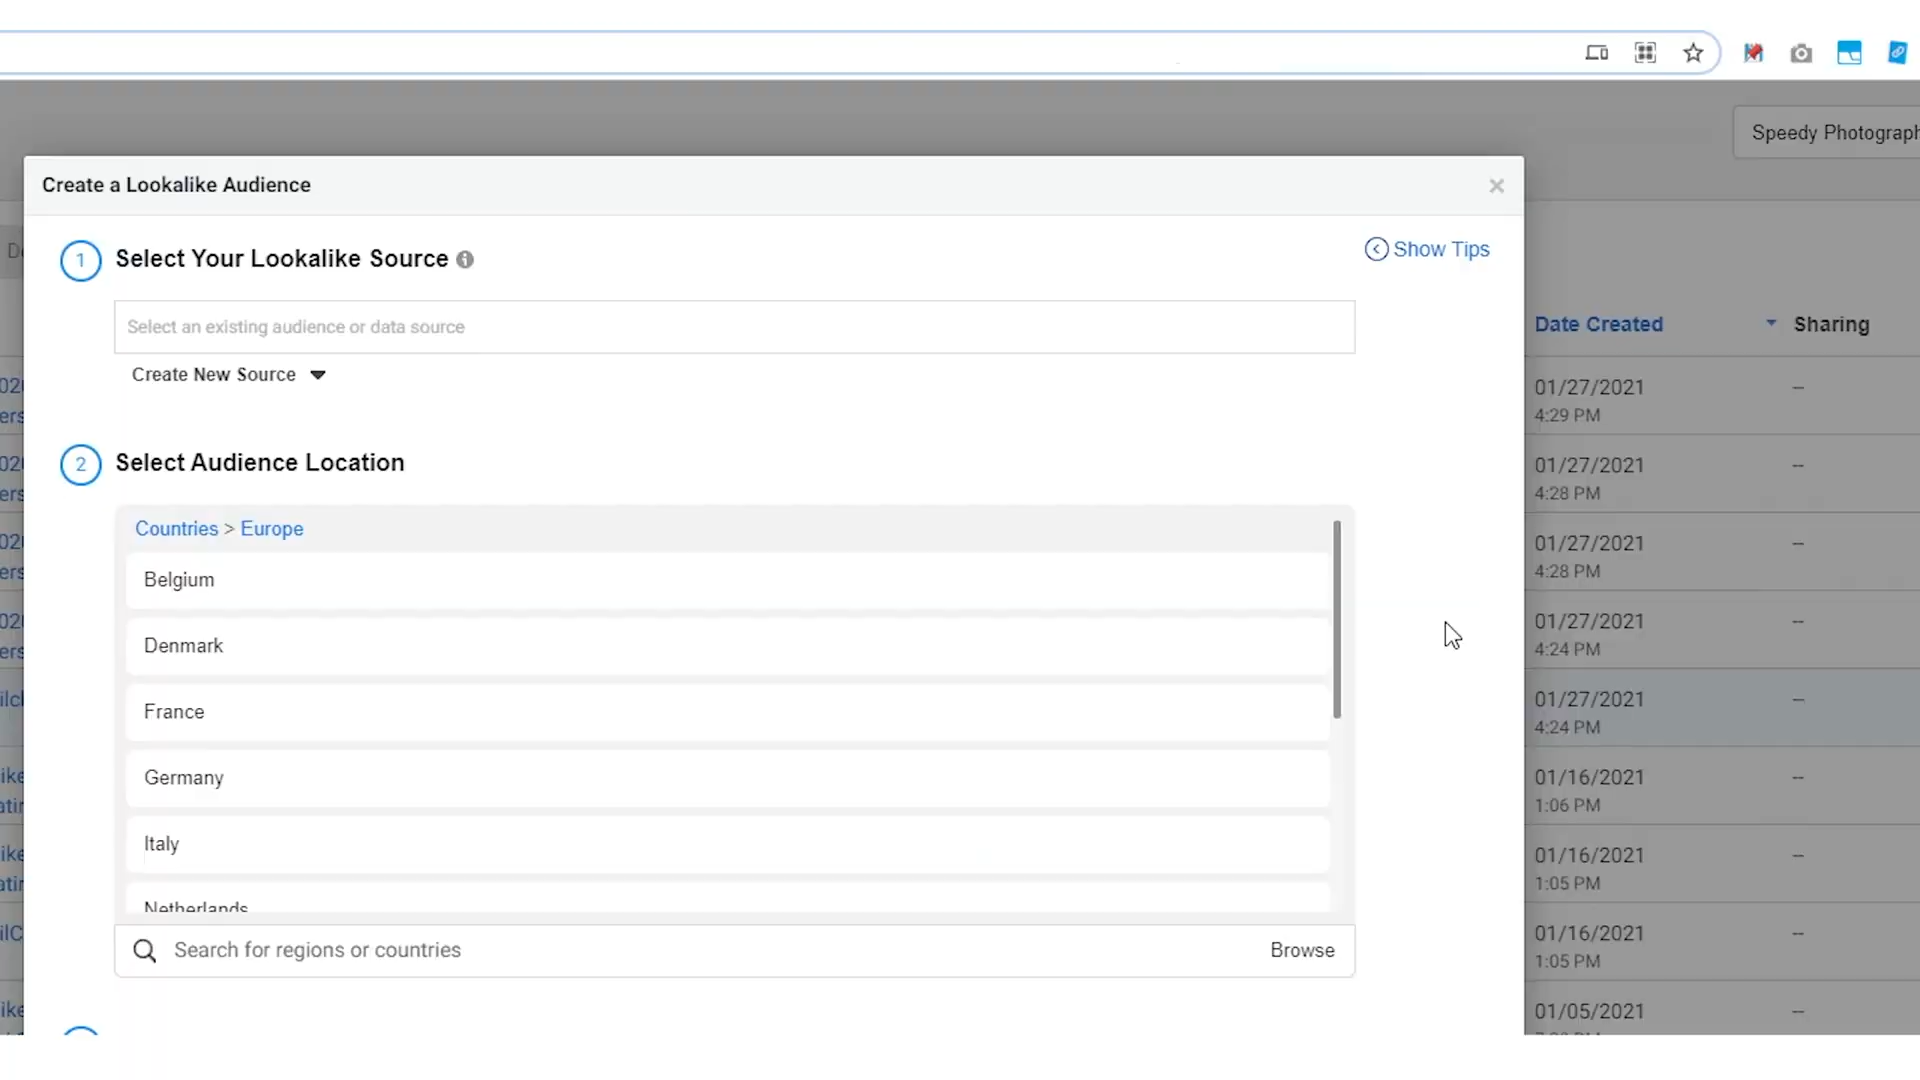 Speedy Photograph
Create a Lookalike Audience
1 Select Your Lookalike Source
Show Tips
Select an existing audience or data source
Create New Source
2 Select Audience Location
Countries > Europe
Belgium
Denmark
France
Germany
Italy
Netherlands
Search for regions or countries
Browse
Date Created
Sharing
01/27/2021 --
4:29 PM
01/27/2021 --
4:28 PM
01/27/2021 --
4:28 PM
01/27/2021 --
4:24 PM
01/27/2021 --
4:24 PM
01/16/2021 --
1:06 PM
01/16/2021 --
1:05 PM
01/16/2021 --
1:05 PM
01/05/2021 --